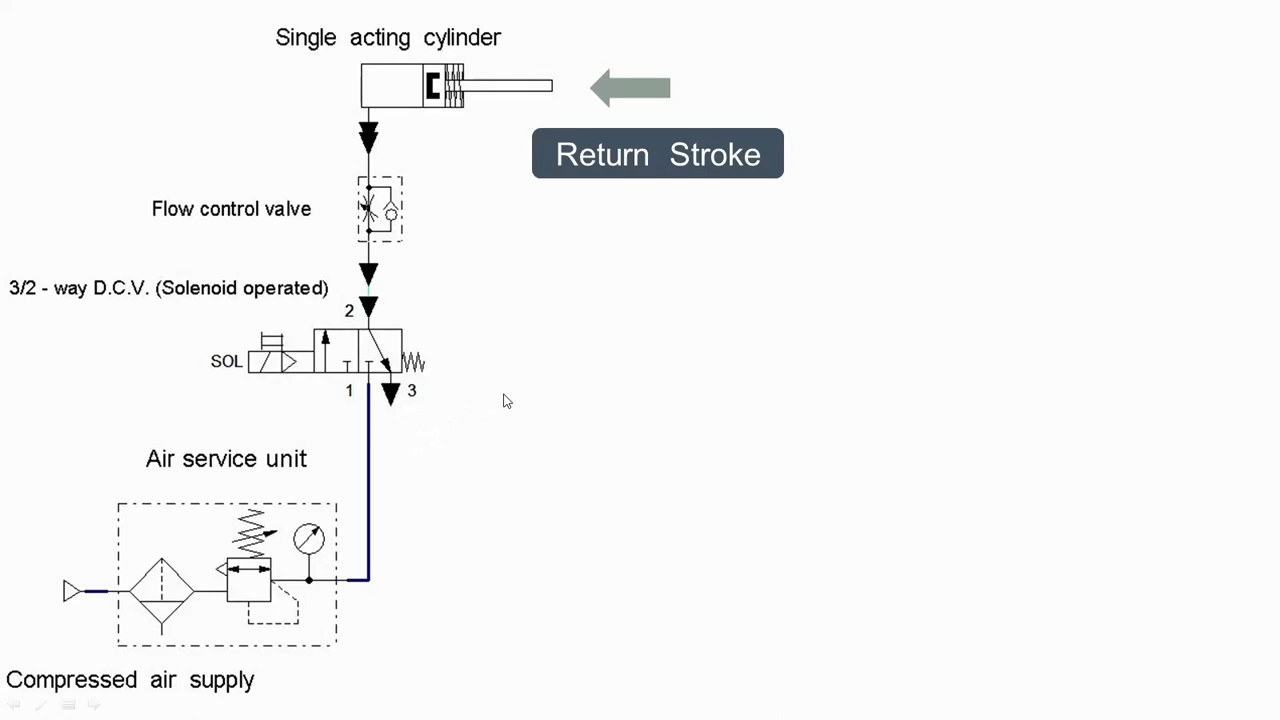 Single acting cylinder
Return Stroke
Flow control valve
3/2 - way D.C.V. (Solenoid operated)
2
SOL
1
3
Air service unit
Compressed air supply